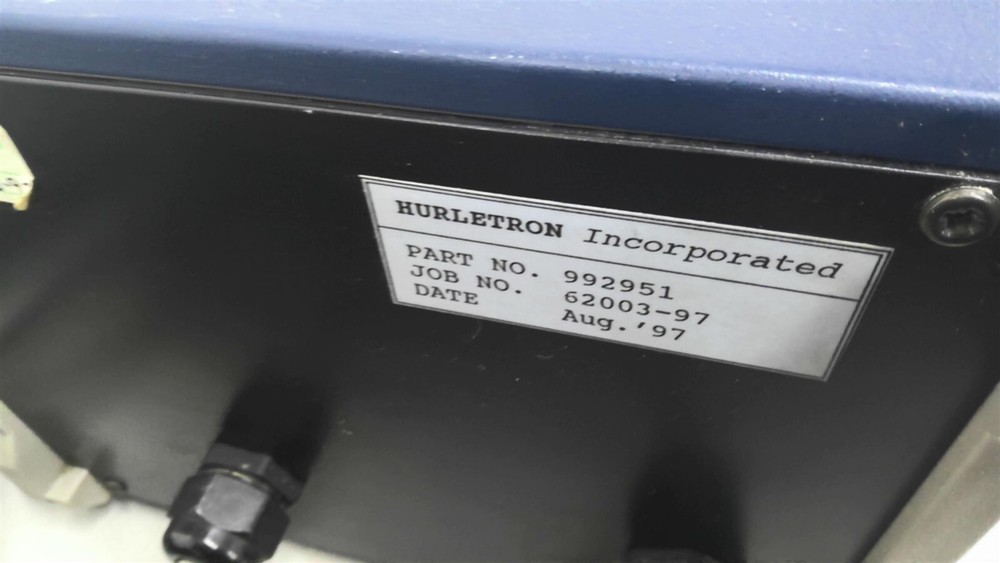 HURLETRON Incorporated
PART NO. 992951
JOB NO. 62003-97
DATE Aug.'97